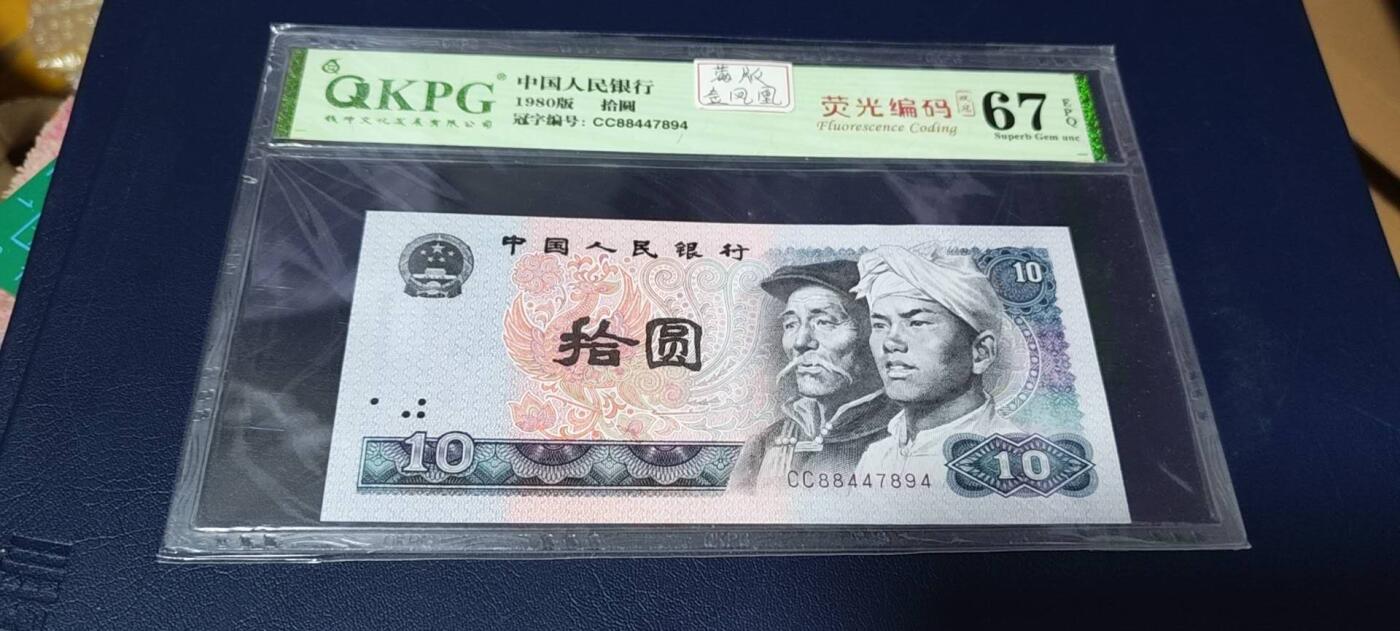 QKPG®
钱坤文化发展有限公司
中国人民银行
1980版 拾圆
冠字编号: CC88447894
荧光编码
Fluorescence Coding
67
EPQ
Superb Gem unc
中国人民银行
10
拾圆
10
CC88447894
10